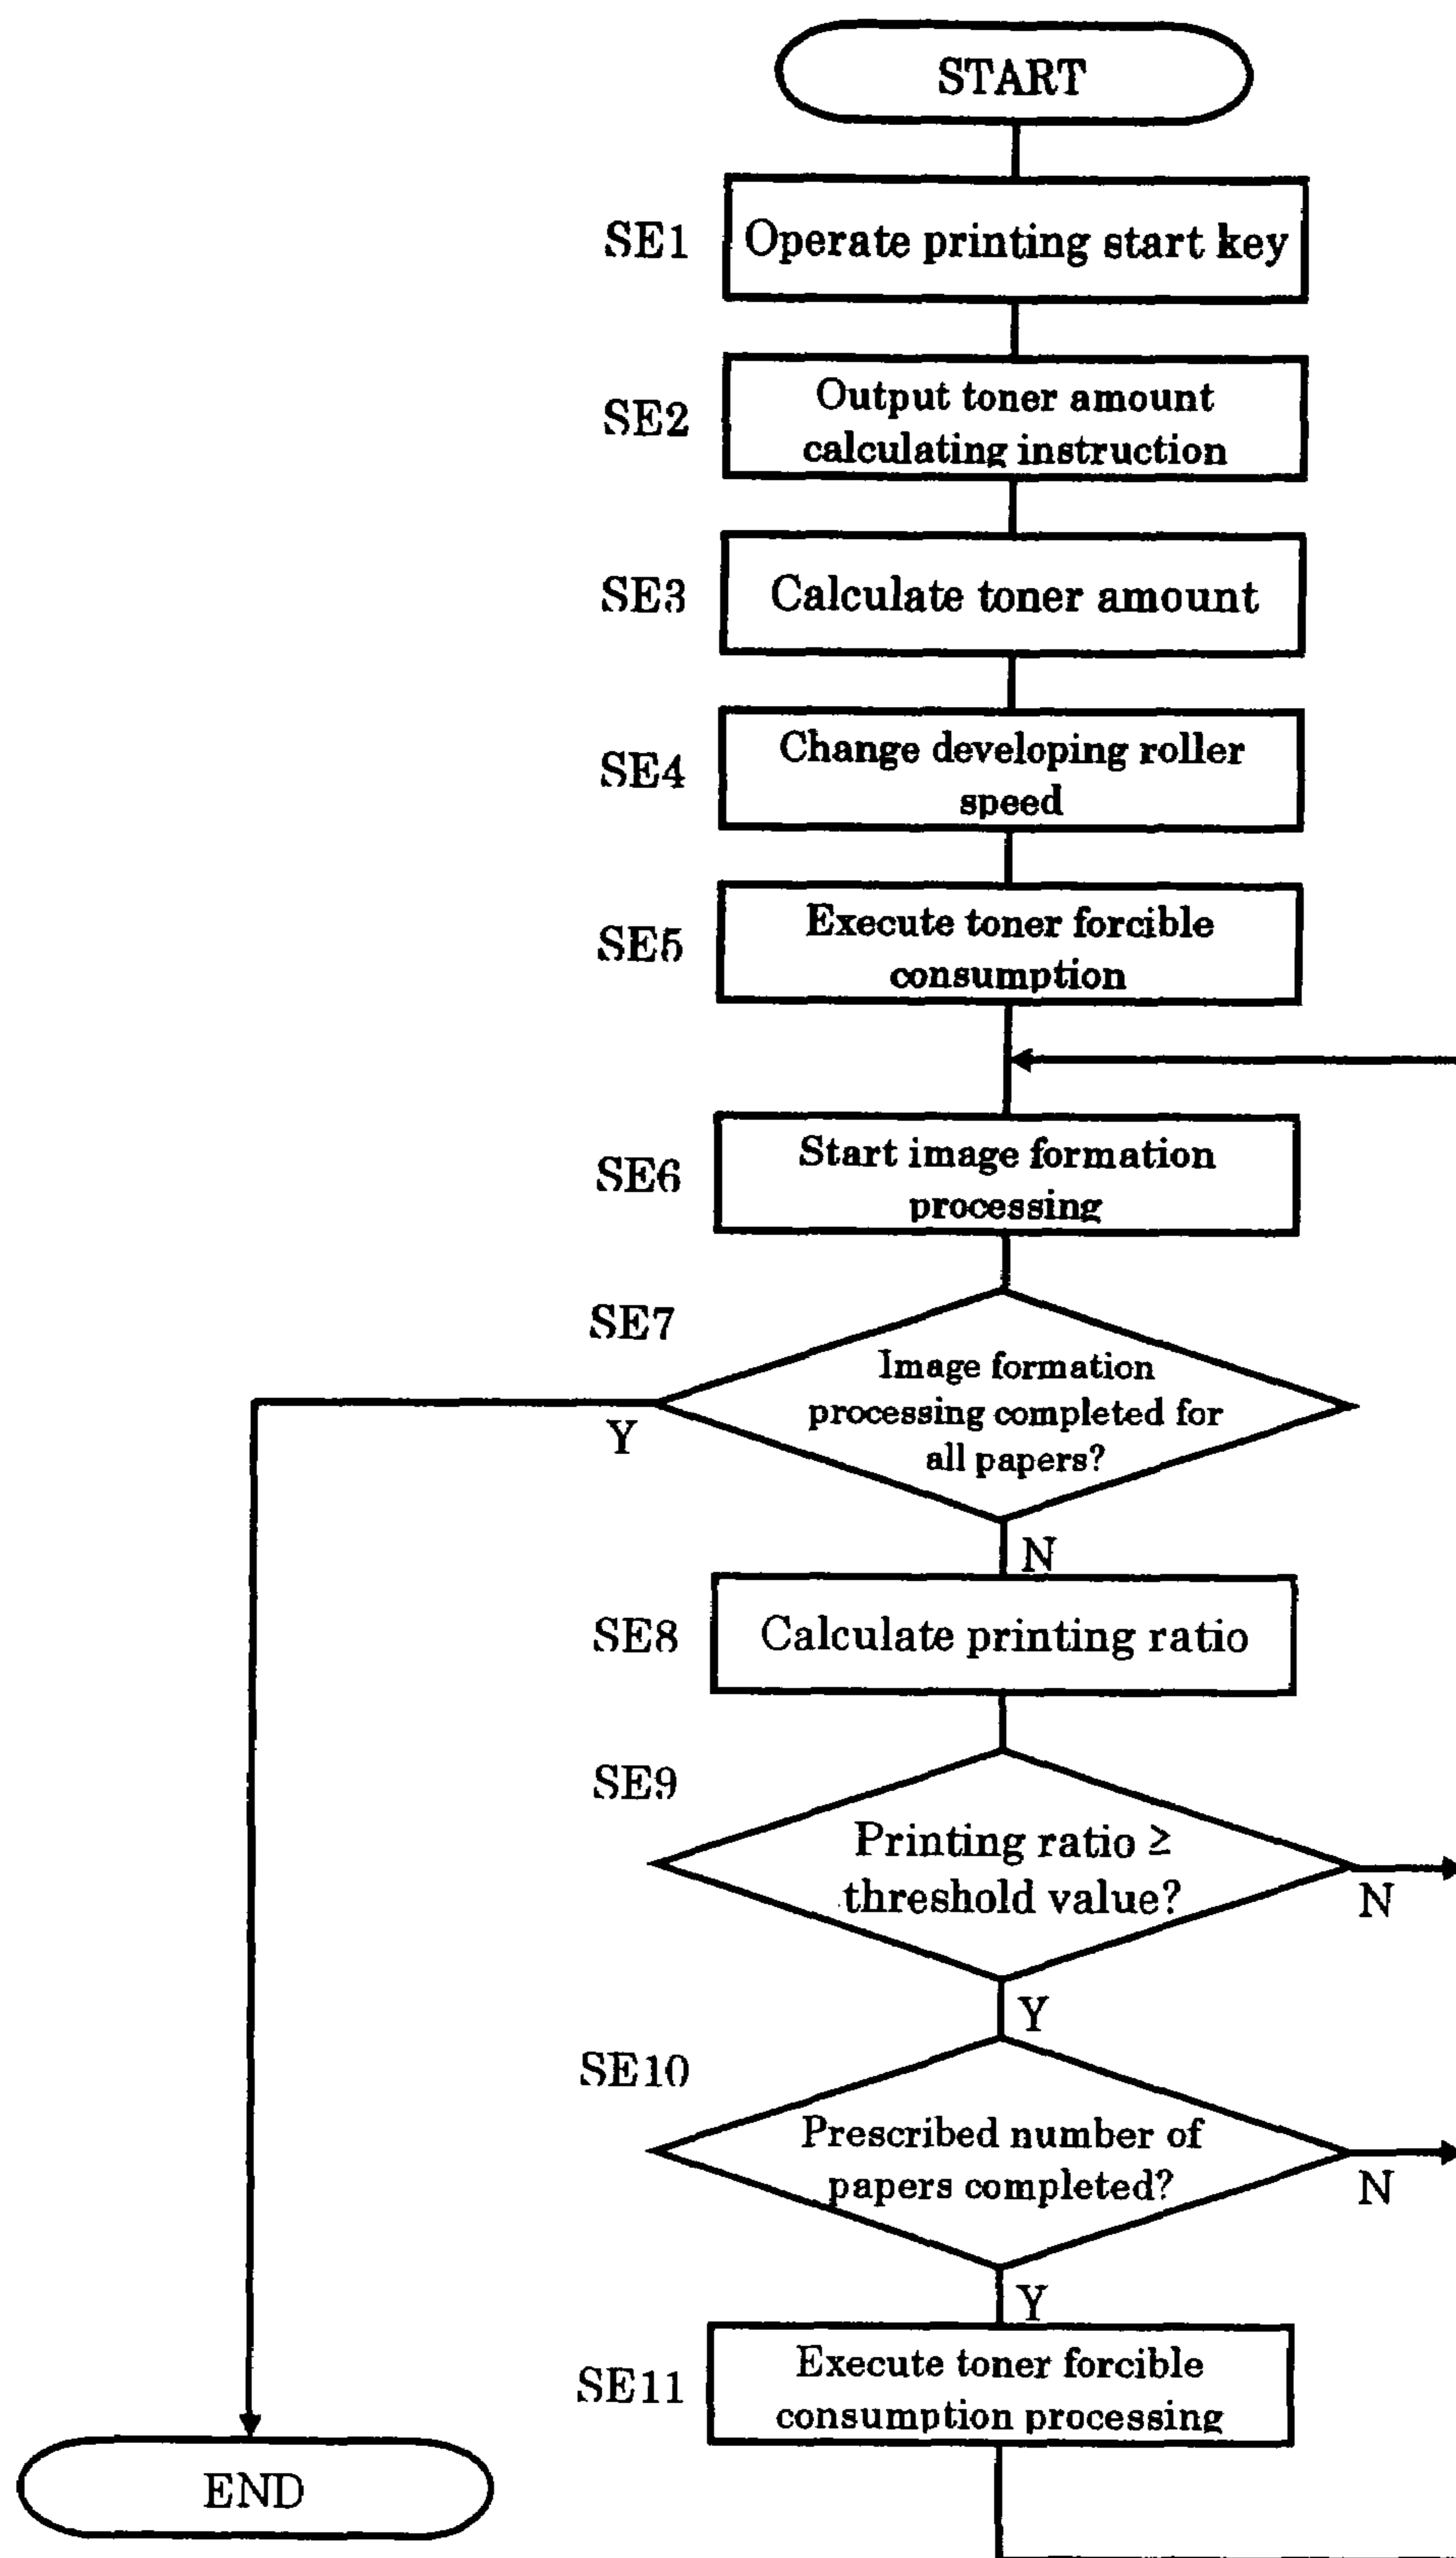 START
SE1
Operate printing start key
SE2
Output toner amount
calculating instruction
SE3
Calculate toner amount
SE4
Change developing roller
speed
SE5
Execute toner forcible
consumption
SE6
Start image formation
processing
SE7
Image formation
processing completed for
all papers?
Y
N
SE8
Calculate printing ratio
SE9
Printing ratio ≥
threshold value?
N
Y
SE10
Prescribed number of
papers completed?
N
Y
SE11
Execute toner forcible
consumption processing
END